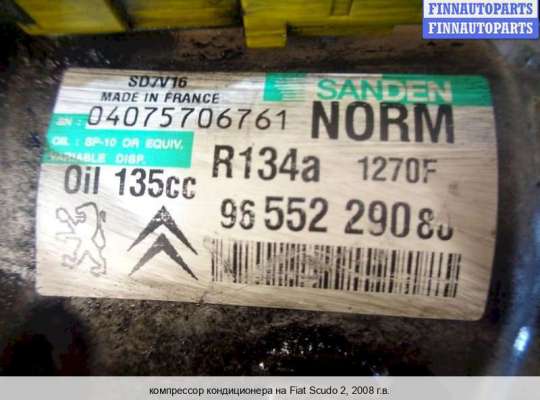 FINNAUTOPARTS
FINNAUTOPARTS
SD7V16
MADE IN FRANCE
SANDEN
SN: 04075706761
NORM
OIL: SP-10 OR EQUIV.
VARIABLE DISP.
R134a 1270F
Oil 135cc
96 552 290 80
компрессор кондиционера на Fiat Scudo 2, 2008 г.в.